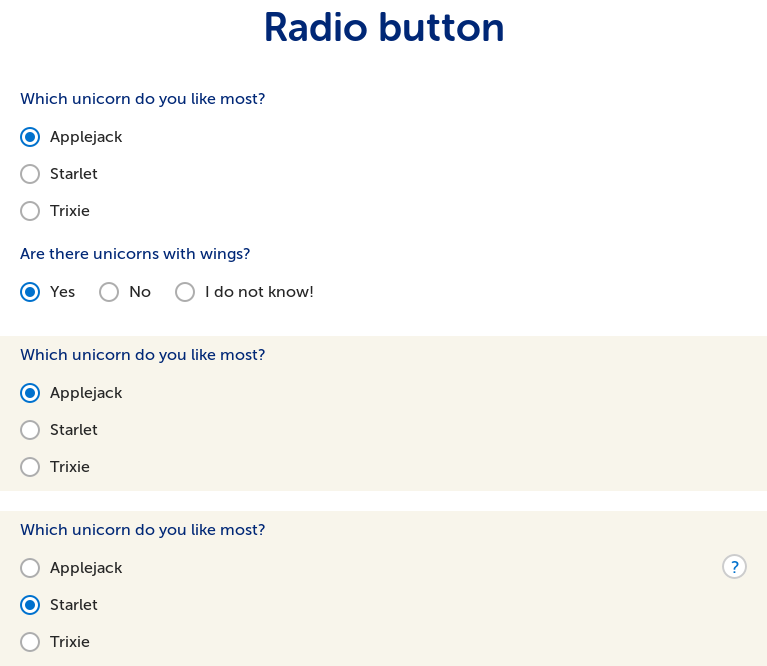 Radio button
Which unicorn do you like most?
Applejack
Starlet
Trixie
Are there unicorns with wings?
Yes No I do not know!
Which unicorn do you like most?
Applejack
Starlet
Trixie
Which unicorn do you like most?
Applejack ?
Starlet
Trixie